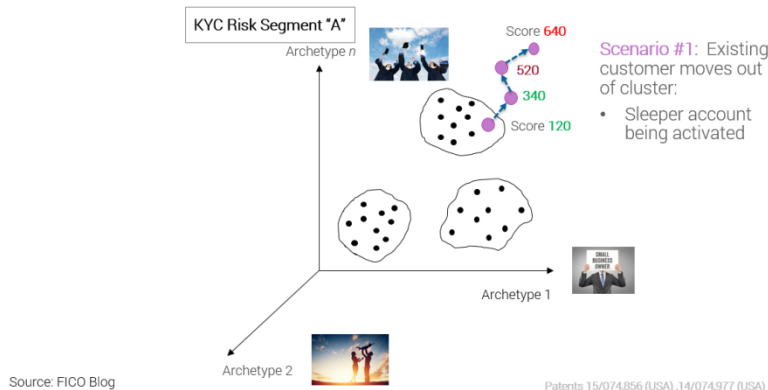 KYC Risk Segment "A"
Archetype n
Score 640
520
340
Score 120
Scenario #1: Existing
customer moves out
of cluster:
• Sleeper account
being activated
SMALL
BUSINESS
OWNER
Archetype 1
Archetype 2
Source: FICO Blog
Patents 15/074,856 (USA) .14/074,977 (USA)